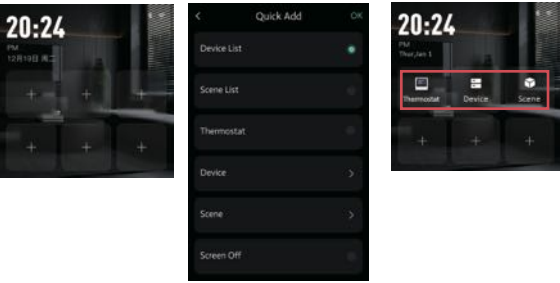 20:24
PM
12月19日 周二
Quick Add
OK
Device List
Scene List
Thermostat
Device
Scene
Screen Off
20:24
PM
Thur,Jan 1
Thermostat
Device
Scene